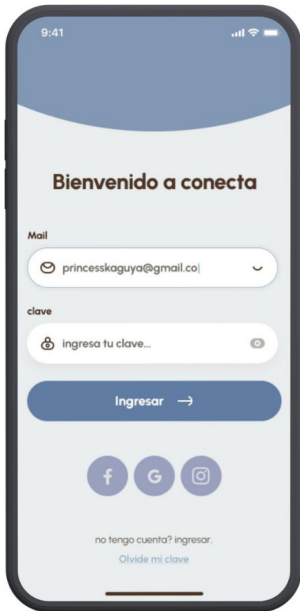 9:41
Bienvenido a conecta
Mail
princesskaguya@gmail.co
clave
ingresa tu clave...
Ingresar
f G
no tengo cuenta? ingresar.
Olvide mi clave